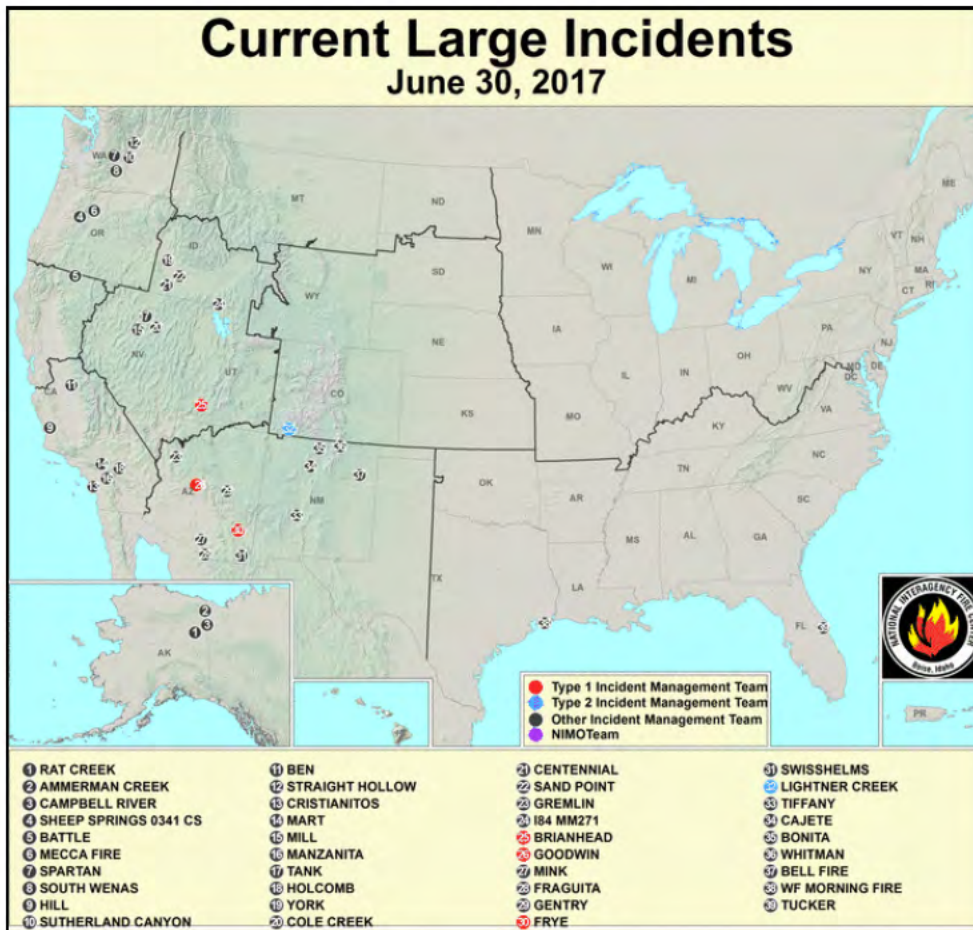 Current Large Incidents
June 30, 2017
WA
MT
ND
MN
ME
OR
ID
SD
WI
MI
VT
NH
NY
MA
CT
RI
WY
IA
NE
PA
NJ
NV
UT
CO
IL
IN
OH
MD
DE
DC
WV
VA
CA
KS
MO
KY
AZ
NM
OK
AR
TN
NC
SC
MS
AL
GA
TX
LA
FL
AK
PR
NATIONAL INTERAGENCY FIRE CENTER
Boise, Idaho
Type 1 Incident Management Team
Type 2 Incident Management Team
Other Incident Management Team
NIMOTeam
1 RAT CREEK
2 AMMERMAN CREEK
3 CAMPBELL RIVER
4 SHEEP SPRINGS 0341 CS
5 BATTLE
6 MECCA FIRE
7 SPARTAN
8 SOUTH WENAS
9 HILL
10 SUTHERLAND CANYON
11 BEN
12 STRAIGHT HOLLOW
13 CRISTIANITOS
14 MART
15 MILL
16 MANZANITA
17 TANK
18 HOLCOMB
19 YORK
20 COLE CREEK
21 CENTENNIAL
22 SAND POINT
23 GREMLIN
24 I84 MM271
25 BRIANHEAD
26 GOODWIN
27 MINK
28 FRAGUITA
29 GENTRY
30 FRYE
31 SWISSHELMS
32 LIGHTNER CREEK
33 TIFFANY
34 CAJETE
35 BONITA
36 WHITMAN
37 BELL FIRE
38 WF MORNING FIRE
39 TUCKER